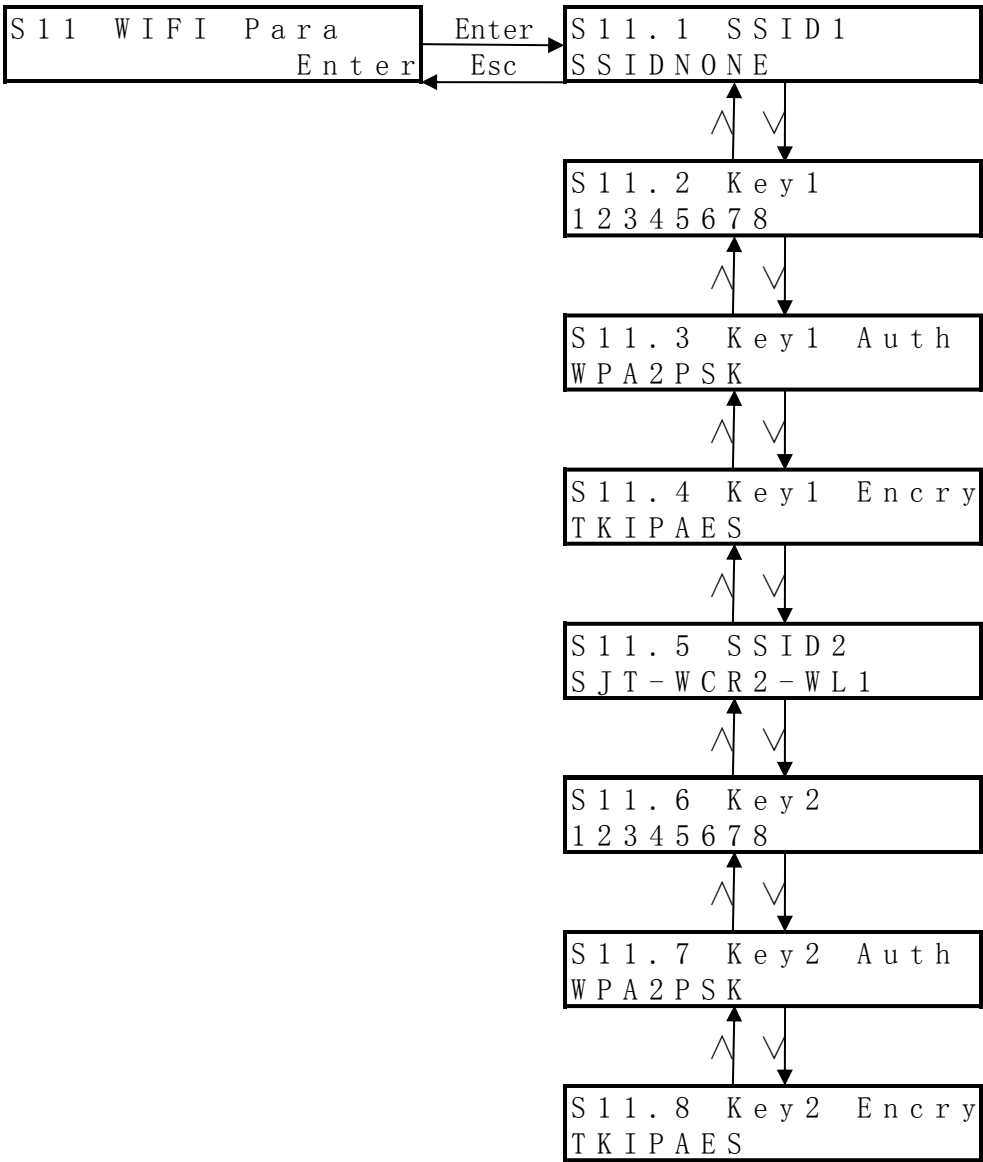 S11 WIFI Para
Enter
Enter
Esc
S11.1 SSID1
SSIDNONE
∧ ∨
S11.2 Key1
12345678
∧ ∨
S11.3 Key1 Auth
WPA2PSK
∧ ∨
S11.4 Key1 Encry
TKIPAES
∧ ∨
S11.5 SSID2
SJT-WCR2-WL1
∧ ∨
S11.6 Key2
12345678
∧ ∨
S11.7 Key2 Auth
WPA2PSK
∧ ∨
S11.8 Key2 Encry
TKIPAES